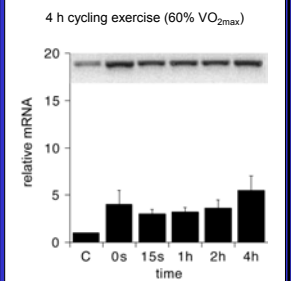 4 h cycling exercise (60% VO2max)
20
15
10
5
0
relative mRNA
C 0s 15s 1h 2h 4h
time